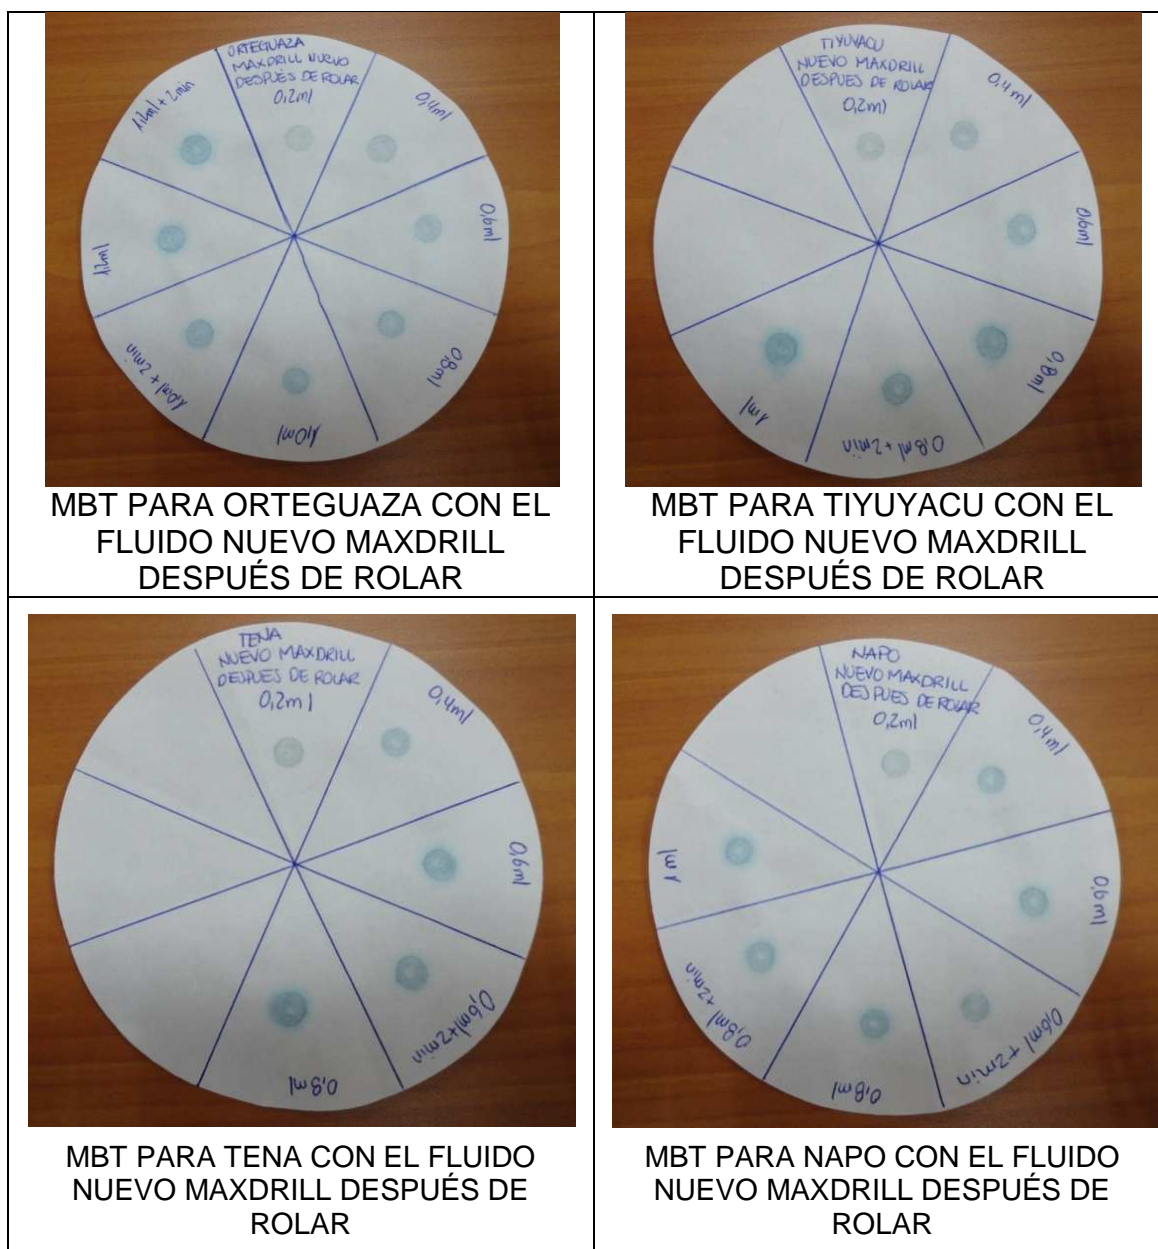 ORTEGUAZA
MAXDRILL NUEVO
DESPUÉS DE ROLAR
0,2ml
0,4ml
0,6ml
0,8ml
1,0ml
1,0ml + 2min
1,2ml
1,2ml + 2min
MBT PARA ORTEGUAZA CON EL
FLUIDO NUEVO MAXDRILL
DESPUÉS DE ROLAR
TIYUYACU
NUEVO MAXDRILL
DESPUES DE ROLAR
0,2ml
0,4ml
0,6ml
0,8ml
0,8ml + 2min
1ml
MBT PARA TIYUYACU CON EL
FLUIDO NUEVO MAXDRILL
DESPUÉS DE ROLAR
TENA
NUEVO MAXDRILL
DESPUES DE ROLAR
0,2ml
0,4ml
0,6ml
0,6ml+2min
0,8ml
MBT PARA TENA CON EL FLUIDO
NUEVO MAXDRILL DESPUÉS DE
ROLAR
NAPO
NUEVO MAXDRILL
DESPUES DE ROLAR
0,2ml
0,4ml
0,6ml
0,6ml +2min
0,8ml
0,8ml +2min
1ml
MBT PARA NAPO CON EL FLUIDO
NUEVO MAXDRILL DESPUÉS DE
ROLAR